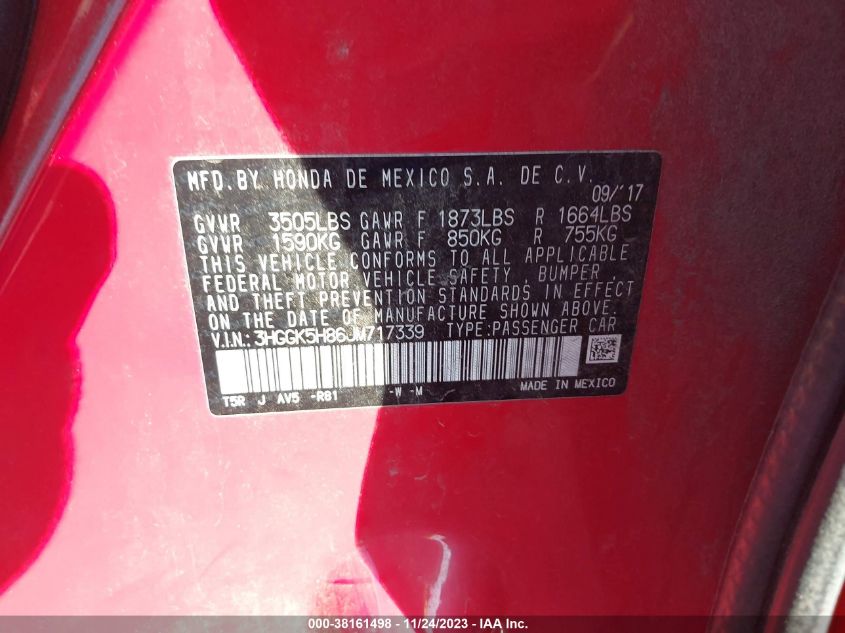 MFD. BY HONDA DE MEXICO S.A. DE C.V.
09/'17
GVWR 3505LBS GAWR F 1873LBS R 1664LBS
GVWR 1590KG GAWR F 850KG R 755KG
THIS VEHICLE CONFORMS TO ALL APPLICABLE
FEDERAL MOTOR VEHICLE SAFETY, BUMPER,
AND THEFT PREVENTION STANDARDS IN EFFECT
ON THE DATE OF MANUFACTURE SHOWN ABOVE.
V.I.N.: 3HGGK5H86JM717339 TYPE:PASSENGER CAR
T5R J AV5 -R81 -W -M MADE IN MEXICO
000-38161498 - 11/24/2023 - IAA Inc.